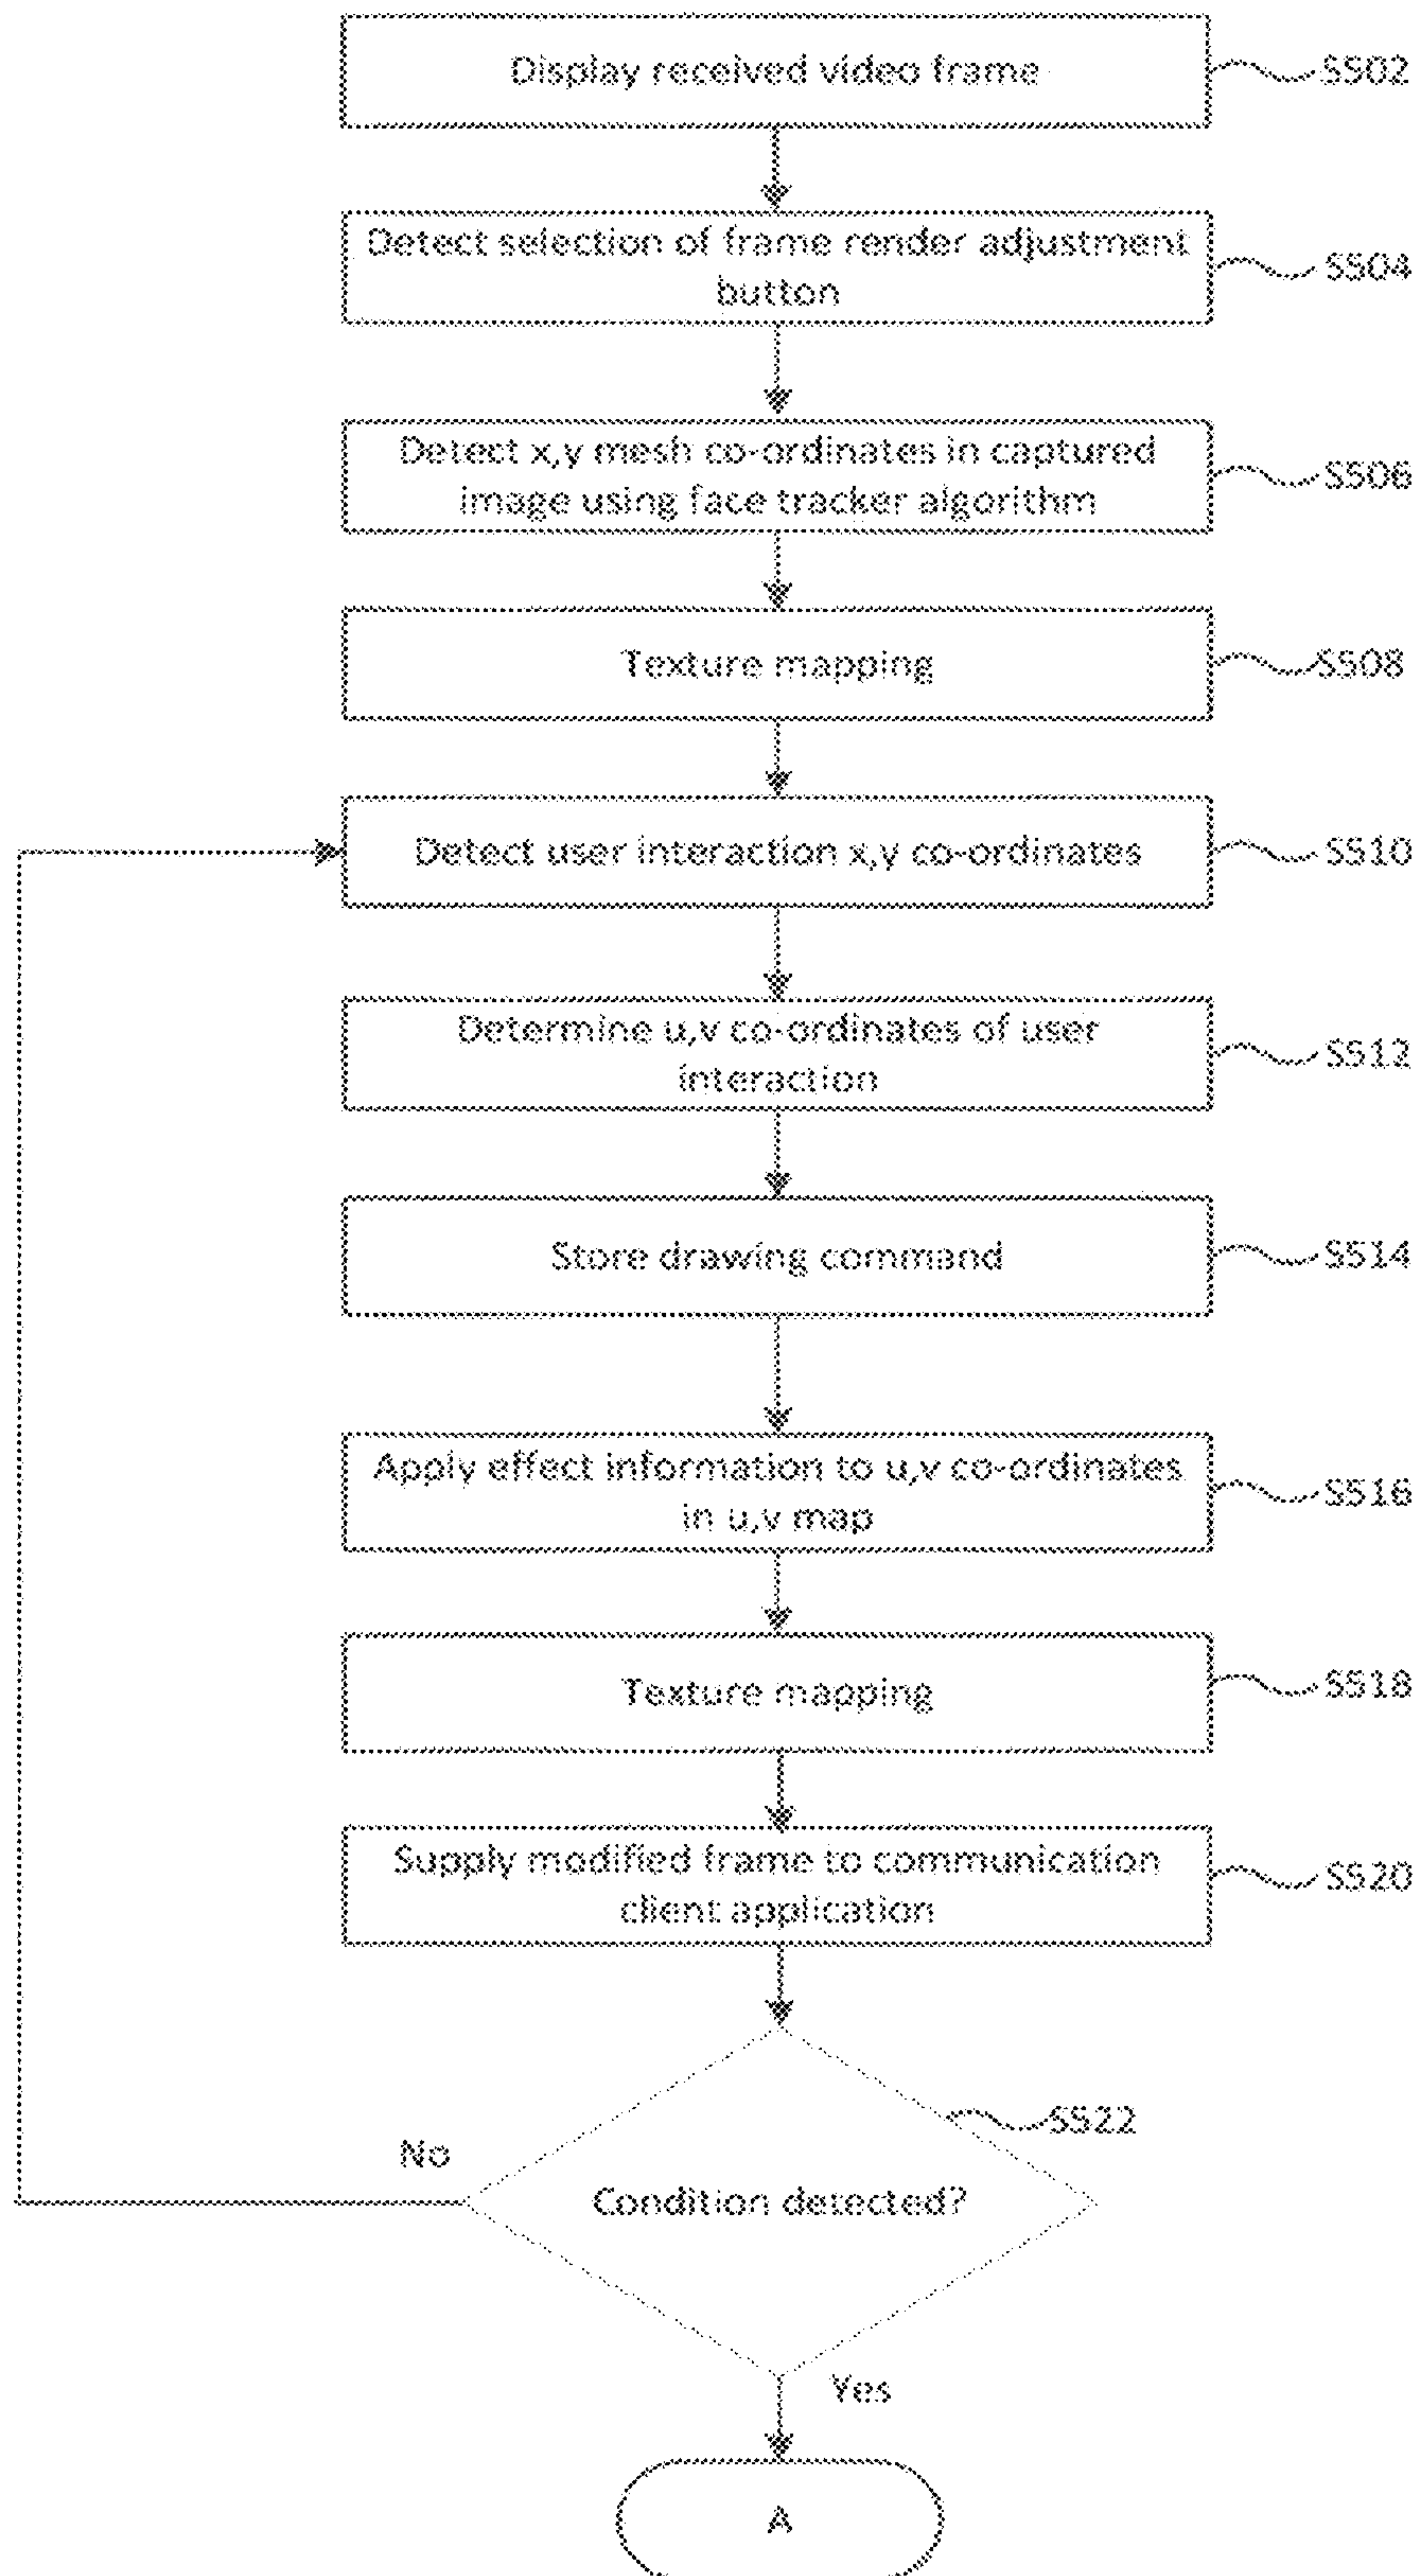 Display received video frame
S502
Detect selection of frame render adjustment
button
S504
Detect x,y mesh co-ordinates in captured
image using face tracker algorithm
S506
Texture mapping
S508
Detect user interaction x,y co-ordinates
S510
Determine u,v co-ordinates of user
interaction
S512
Store drawing command
S514
Apply effect information to u,v co-ordinates
in u,v map
S516
Texture mapping
S518
Supply modified frame to communication
client application
S520
S522
No
Condition detected?
Yes
A